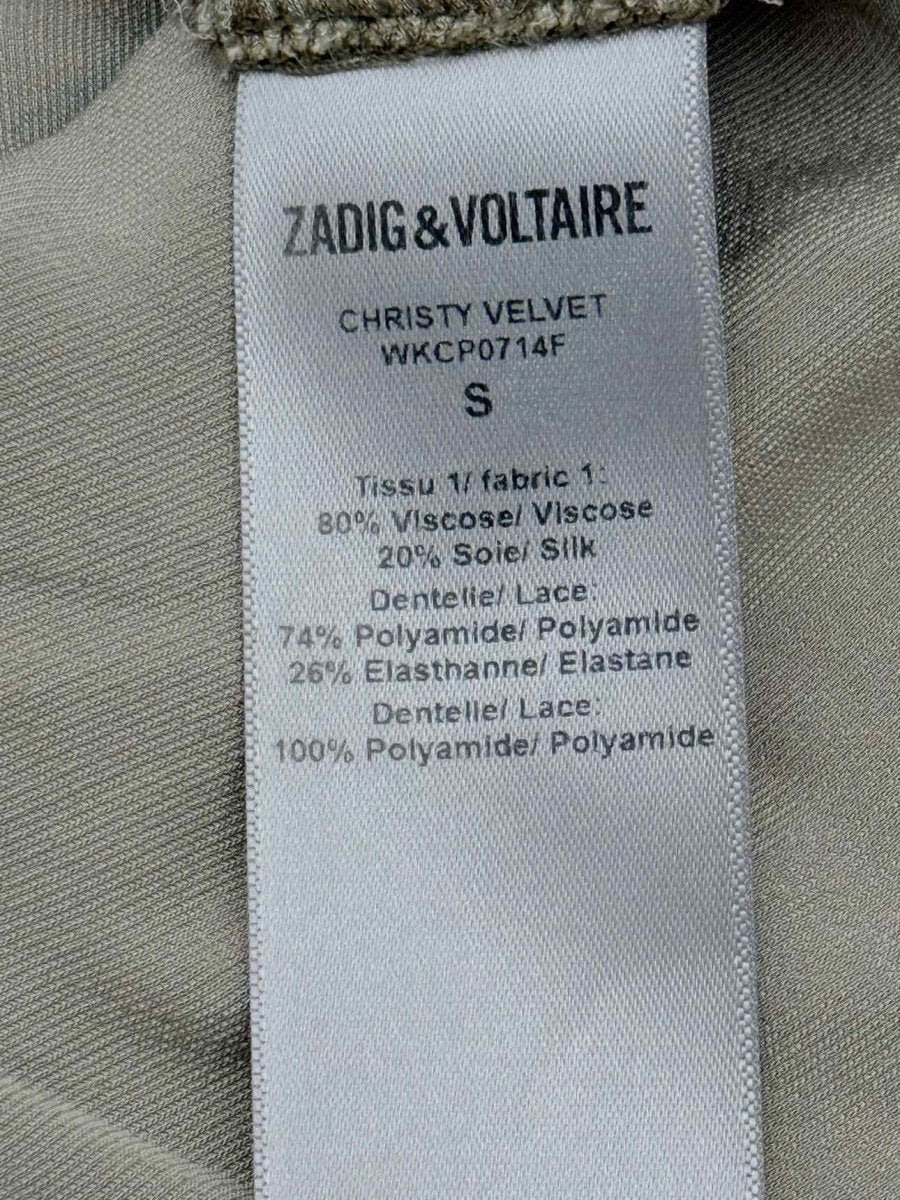 ZADIG&VOLTAIRE
CHRISTY VELVET
WKCP0714F
S
Tissu 1/ fabric 1:
80% Viscose/ Viscose
20% Soie/ Silk
Dentelle/ Lace:
74% Polyamide/ Polyamide
26% Elasthanne/ Elastane
Dentelle/ Lace:
100% Polyamide/ Polyamide